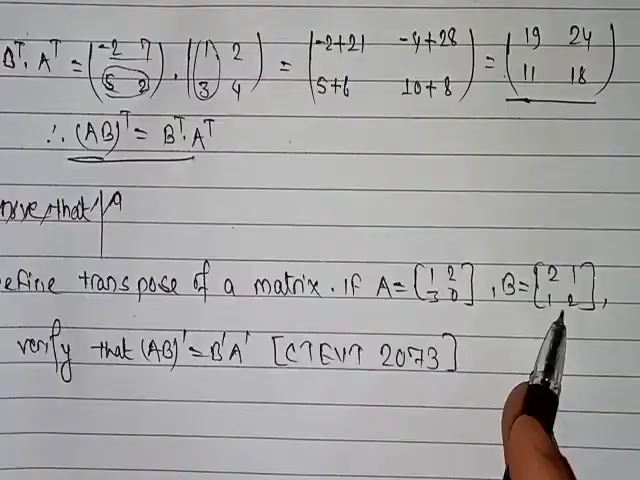 Bᵀ. Aᵀ = (-2 7 5 2) . (1 2 3 4) = (-2+21 -4+28 5+6 10+8) = (19 24 11 18)
∴ (AB)ᵀ = Bᵀ.Aᵀ
that
efine transpose of a matrix. If A = [1 2 3 0] , B = [2 1 1 2] ,
verify that (AB)' = B'A' [CTEVT 2073]